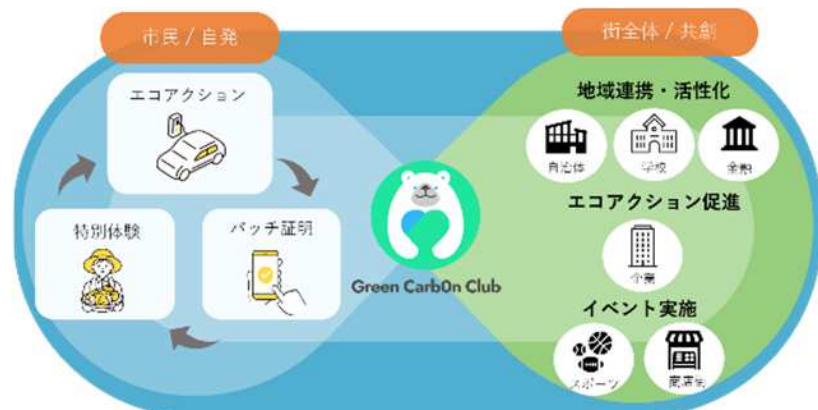 市民 / 自発
エコアクション
特別体験
バッチ証明
Green Carb0n Club
街全体 / 共創
地域連携・活性化
自治体
学校
金融
エコアクション促進
企業
イベント実施
スポーツ
商店街